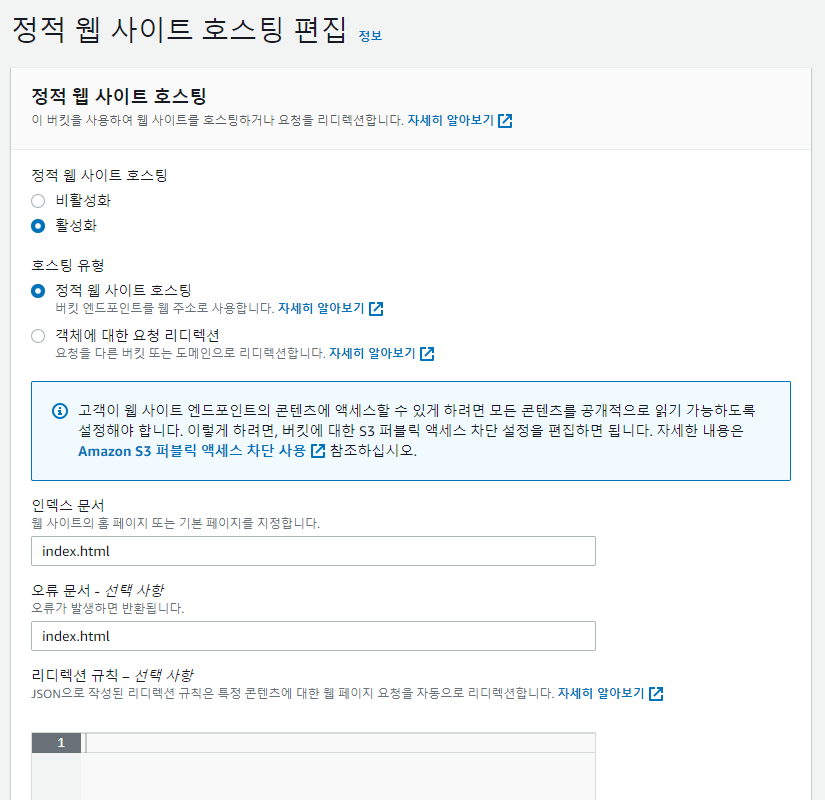 정적 웹 사이트 호스팅 편집 정보
정적 웹 사이트 호스팅
이 버킷을 사용하여 웹 사이트를 호스팅하거나 요청을 리디렉션합니다. 자세히 알아보기
정적 웹 사이트 호스팅
비활성화
활성화
호스팅 유형
정적 웹 사이트 호스팅
버킷 엔드포인트를 웹 주소로 사용합니다. 자세히 알아보기
객체에 대한 요청 리디렉션
요청을 다른 버킷 또는 도메인으로 리디렉션합니다. 자세히 알아보기
고객이 웹 사이트 엔드포인트의 콘텐츠에 액세스할 수 있게 하려면 모든 콘텐츠를 공개적으로 읽기 가능하도록
설정해야 합니다. 이렇게 하려면, 버킷에 대한 S3 퍼블릭 액세스 차단 설정을 편집하면 됩니다. 자세한 내용은
Amazon S3 퍼블릭 액세스 차단 사용 참조하십시오.
인덱스 문서
웹 사이트의 홈 페이지 또는 기본 페이지를 지정합니다.
index.html
오류 문서 - 선택 사항
오류가 발생하면 반환됩니다.
index.html
리디렉션 규칙 – 선택 사항
JSON으로 작성된 리디렉션 규칙은 특정 콘텐츠에 대한 웹 페이지 요청을 자동으로 리디렉션합니다. 자세히 알아보기
1